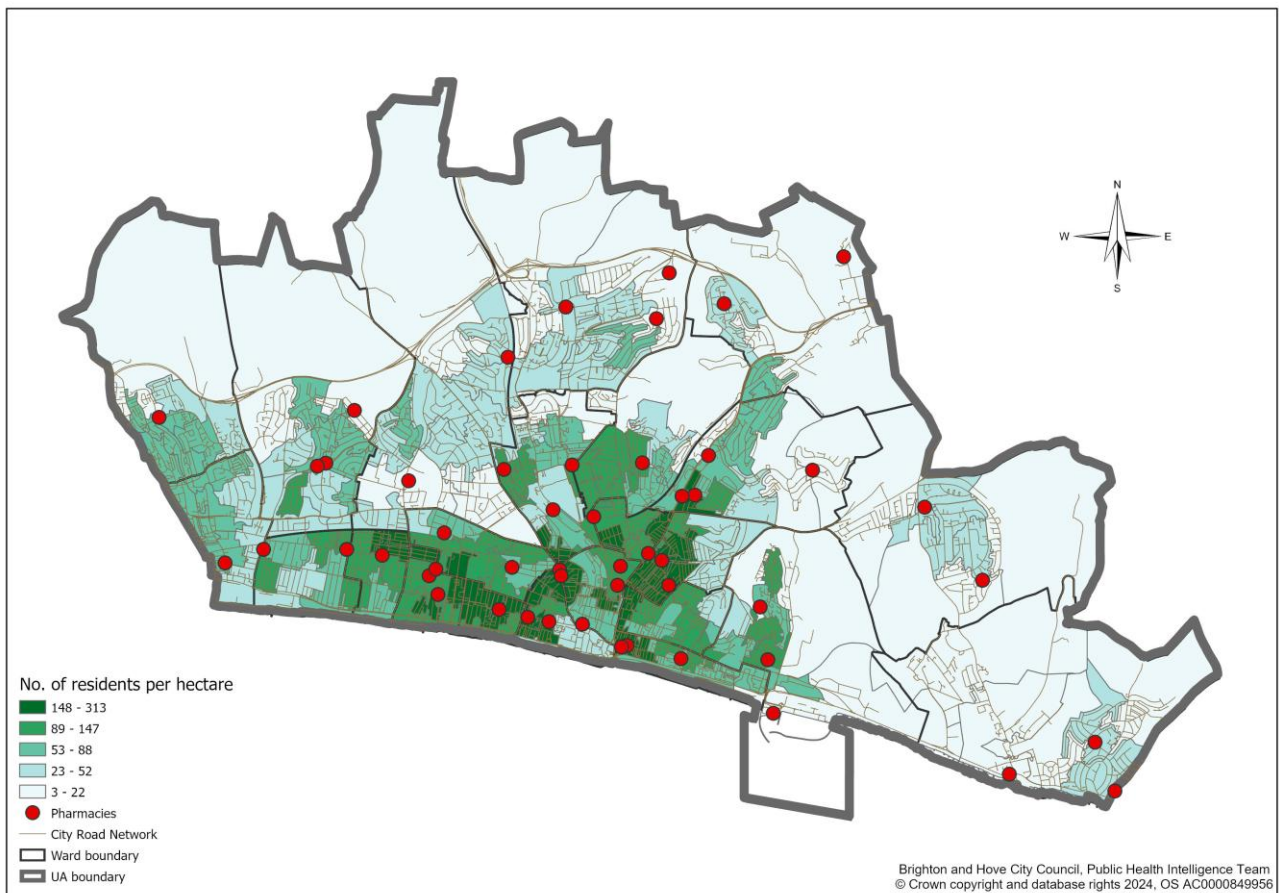 N
W E
S
No. of residents per hectare
148 - 313
89 - 147
53 - 88
23 - 52
3 - 22
Pharmacies
City Road Network
Ward boundary
UA boundary
Brighton and Hove City Council, Public Health Intelligence Team
© Crown copyright and database rights 2024, OS AC0000849956